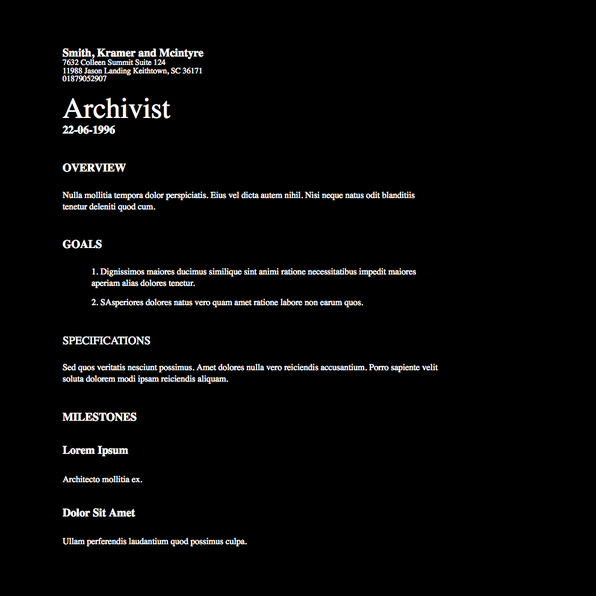 Smith, Kramer and Mcintyre
7632 Colleen Summit Suite 124
11988 Jason Landing Keithtown, SC 36171
01879052907
Archivist
22-06-1996
OVERVIEW
Nulla mollitia tempora dolor perspiciatis. Eius vel dicta autem nihil. Nisi neque natus odit blanditiis
tenetur deleniti quod cum.
GOALS
1. Dignissimos maiores ducimus similique sint animi ratione necessitatibus impedit maiores
aperiam alias dolores tenetur.
2. SAsperiores dolores natus vero quam amet ratione labore non earum quos.
SPECIFICATIONS
Sed quos veritatis nesciunt possimus. Amet dolores nulla vero reiciendis accusantium. Porro sapiente velit
soluta dolorem modi ipsam reiciendis aliquam.
MILESTONES
Lorem Ipsum
Architecto mollitia ex.
Dolor Sit Amet
Ullam perferendis laudantium quod possimus culpa.